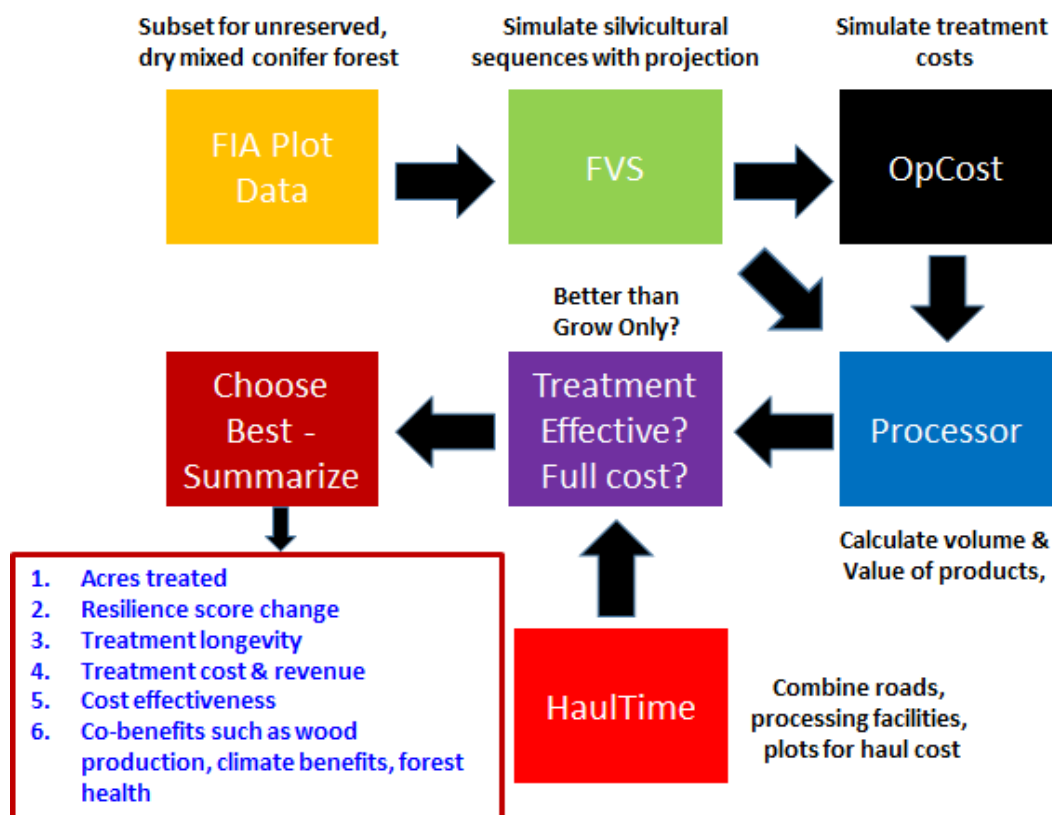 Subset for unreserved,
dry mixed conifer forest
Simulate silvicultural
sequences with projection
Simulate treatment
costs
FIA Plot
Data
FVS
OpCost
Better than
Grow Only?
Choose
Best -
Summarize
Treatment
Effective?
Full cost?
Processor
Calculate volume &
Value of products,
1. Acres treated
2. Resilience score change
3. Treatment longevity
4. Treatment cost & revenue
5. Cost effectiveness
6. Co-benefits such as wood
production, climate benefits, forest
health
HaulTime
Combine roads,
processing facilities,
plots for haul cost